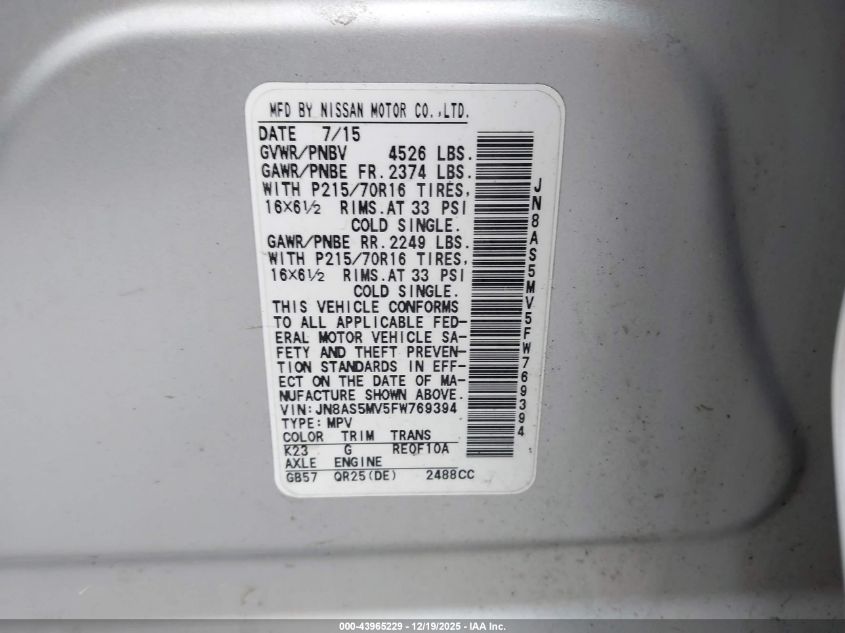 MFD BY NISSAN MOTOR CO.,LTD.
DATE 7/15
GVWR/PNBV 4526 LBS.
GAWR/PNBE FR. 2374 LBS.
WITH P215/70R16 TIRES,
16×6½ RIMS. AT 33 PSI
COLD SINGLE.
GAWR/PNBE RR. 2249 LBS.
WITH P215/70R16 TIRES,
16×6½ RIMS. AT 33 PSI
COLD SINGLE.
THIS VEHICLE CONFORMS
TO ALL APPLICABLE FED-
ERAL MOTOR VEHICLE SA-
FETY AND THEFT PREVEN-
TION STANDARDS IN EFF-
ECT ON THE DATE OF MA-
NUFACTURE SHOWN ABOVE.
VIN:JN8AS5MV5FW769394
TYPE:MPV
COLOR TRIM TRANS
K23 G RE0F10A
AXLE ENGINE
GB57 QR25(DE) 2488CC
JN8AS5MV5FW769394
000-43965229 - 12/19/2025 - IAA Inc.